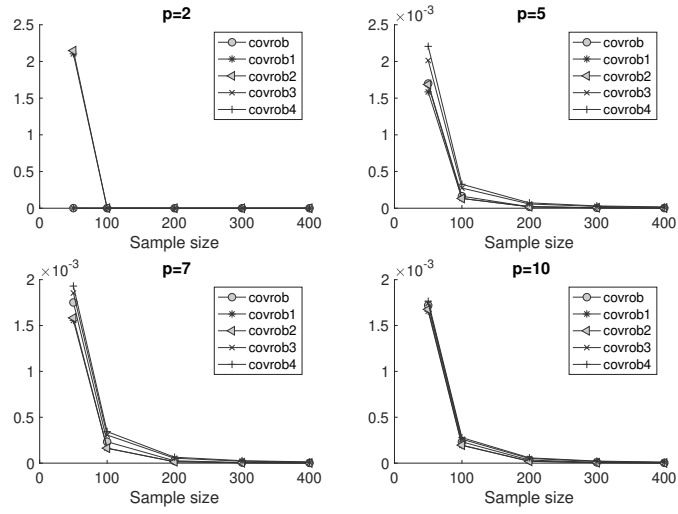 p=2
2.5
2
1.5
1
0.5
0
0 100 200 300 400
Sample size
covrob
covrob1
covrob2
covrob3
covrob4
p=5
×10⁻³
2.5
2
1.5
1
0.5
0
0 100 200 300 400
Sample size
covrob
covrob1
covrob2
covrob3
covrob4
p=7
×10⁻³
2
1.5
1
0.5
0
0 100 200 300 400
Sample size
covrob
covrob1
covrob2
covrob3
covrob4
p=10
×10⁻³
2
1.5
1
0.5
0
0 100 200 300 400
Sample size
covrob
covrob1
covrob2
covrob3
covrob4